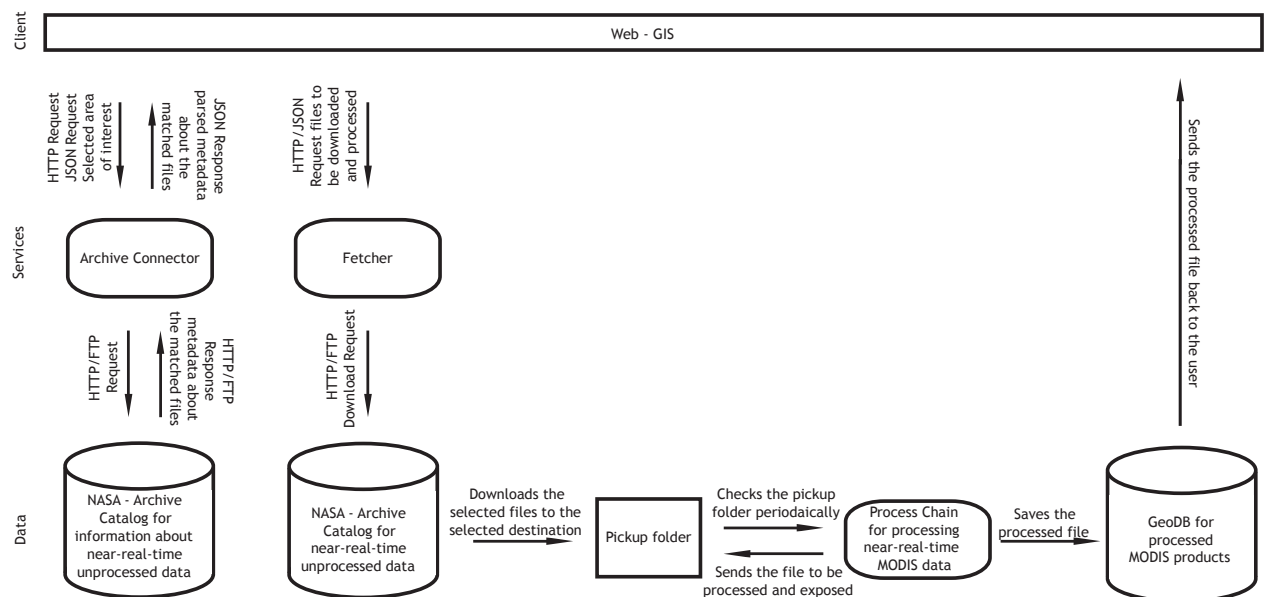 Client
Web - GIS
HTTP Request
JSON Request
Selected area
of interest
JSON Response
parsed metadata
about the
matched files
HTTP/JSON
Request files to
be downloaded
and processed
Sends the processed file back to the user
Services
Archive Connector
Fetcher
HTTP/FTP
Request
HTTP/FTP
Response
metadata about
the matched files
HTTP/FTP
Download Request
Data
NASA - Archive
Catalog for
information about
near-real-time
unprocessed data
NASA - Archive
Catalog for
near-real-time
unprocessed data
Downloads the
selected files to the
selected destination
Pickup folder
Checks the pickup
folder periodaically
Sends the file to be
processed and exposed
Process Chain
for processing
near-real-time
MODIS data
Saves the
processed file
GeoDB for
processed
MODIS products